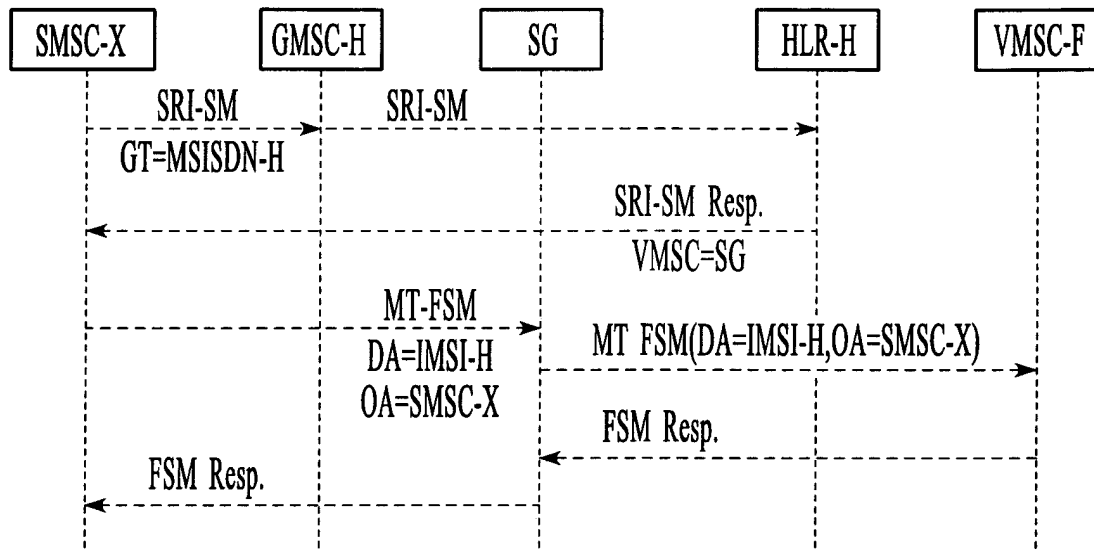 SMSC-X
GMSC-H
SG
HLR-H
VMSC-F
SRI-SM
SRI-SM
GT=MSISDN-H
SRI-SM Resp.
VMSC=SG
MT-FSM
DA=IMSI-H
OA=SMSC-X
MT FSM(DA=IMSI-H,OA=SMSC-X)
FSM Resp.
FSM Resp.